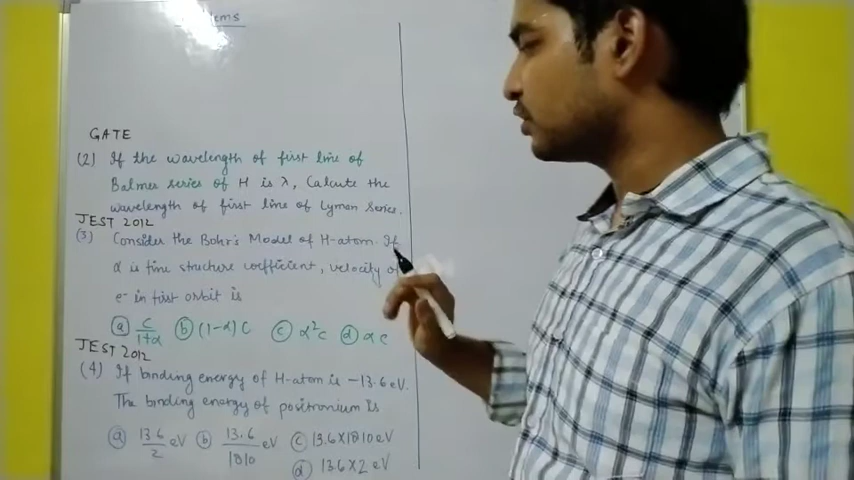 GATE
(2) If the wavelength of first line of
Balmer series of H is λ, Calcute the
wavelength of first line of Lyman Series.
JEST 2012
(3) Consider the Bohr's Model of H-atom. If
α is fine structure coefficient, velocity of
e⁻ in first orbit is
(a) C/1+α (b) (1-α) C (c) α²c (d) α c
JEST 2012
(4) If binding energy of H-atom is -13.6 eV.
The binding energy of positronium is
(a) 13.6/2 eV (b) 13.6/1810 eV (c) 13.6×1810 eV
(d) 13.6×2 eV